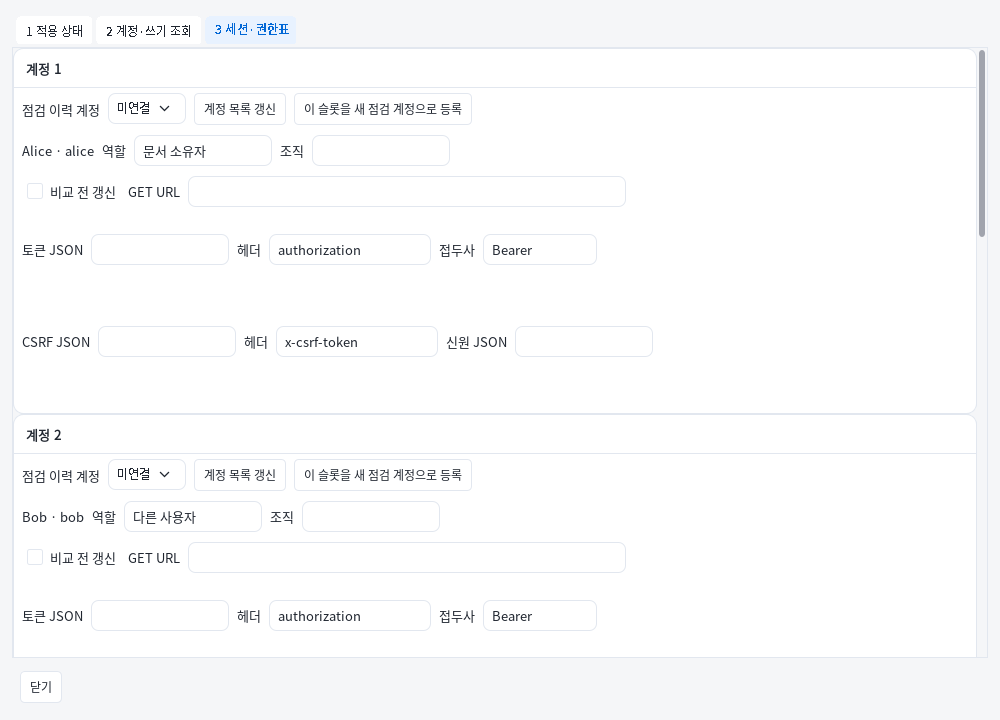 1 적용 상태 2 계정·쓰기 조회 3 세션·권한표
계정 1
점검 이력 계정 미연결 계정 목록 갱신 이 슬롯을 새 점검 계정으로 등록
Alice · alice 역할 문서 소유자 조직
비교 전 갱신 GET URL
토큰 JSON 헤더 authorization 접두사 Bearer
CSRF JSON 헤더 x-csrf-token 신원 JSON
계정 2
점검 이력 계정 미연결 계정 목록 갱신 이 슬롯을 새 점검 계정으로 등록
Bob · bob 역할 다른 사용자 조직
비교 전 갱신 GET URL
토큰 JSON 헤더 authorization 접두사 Bearer
닫기